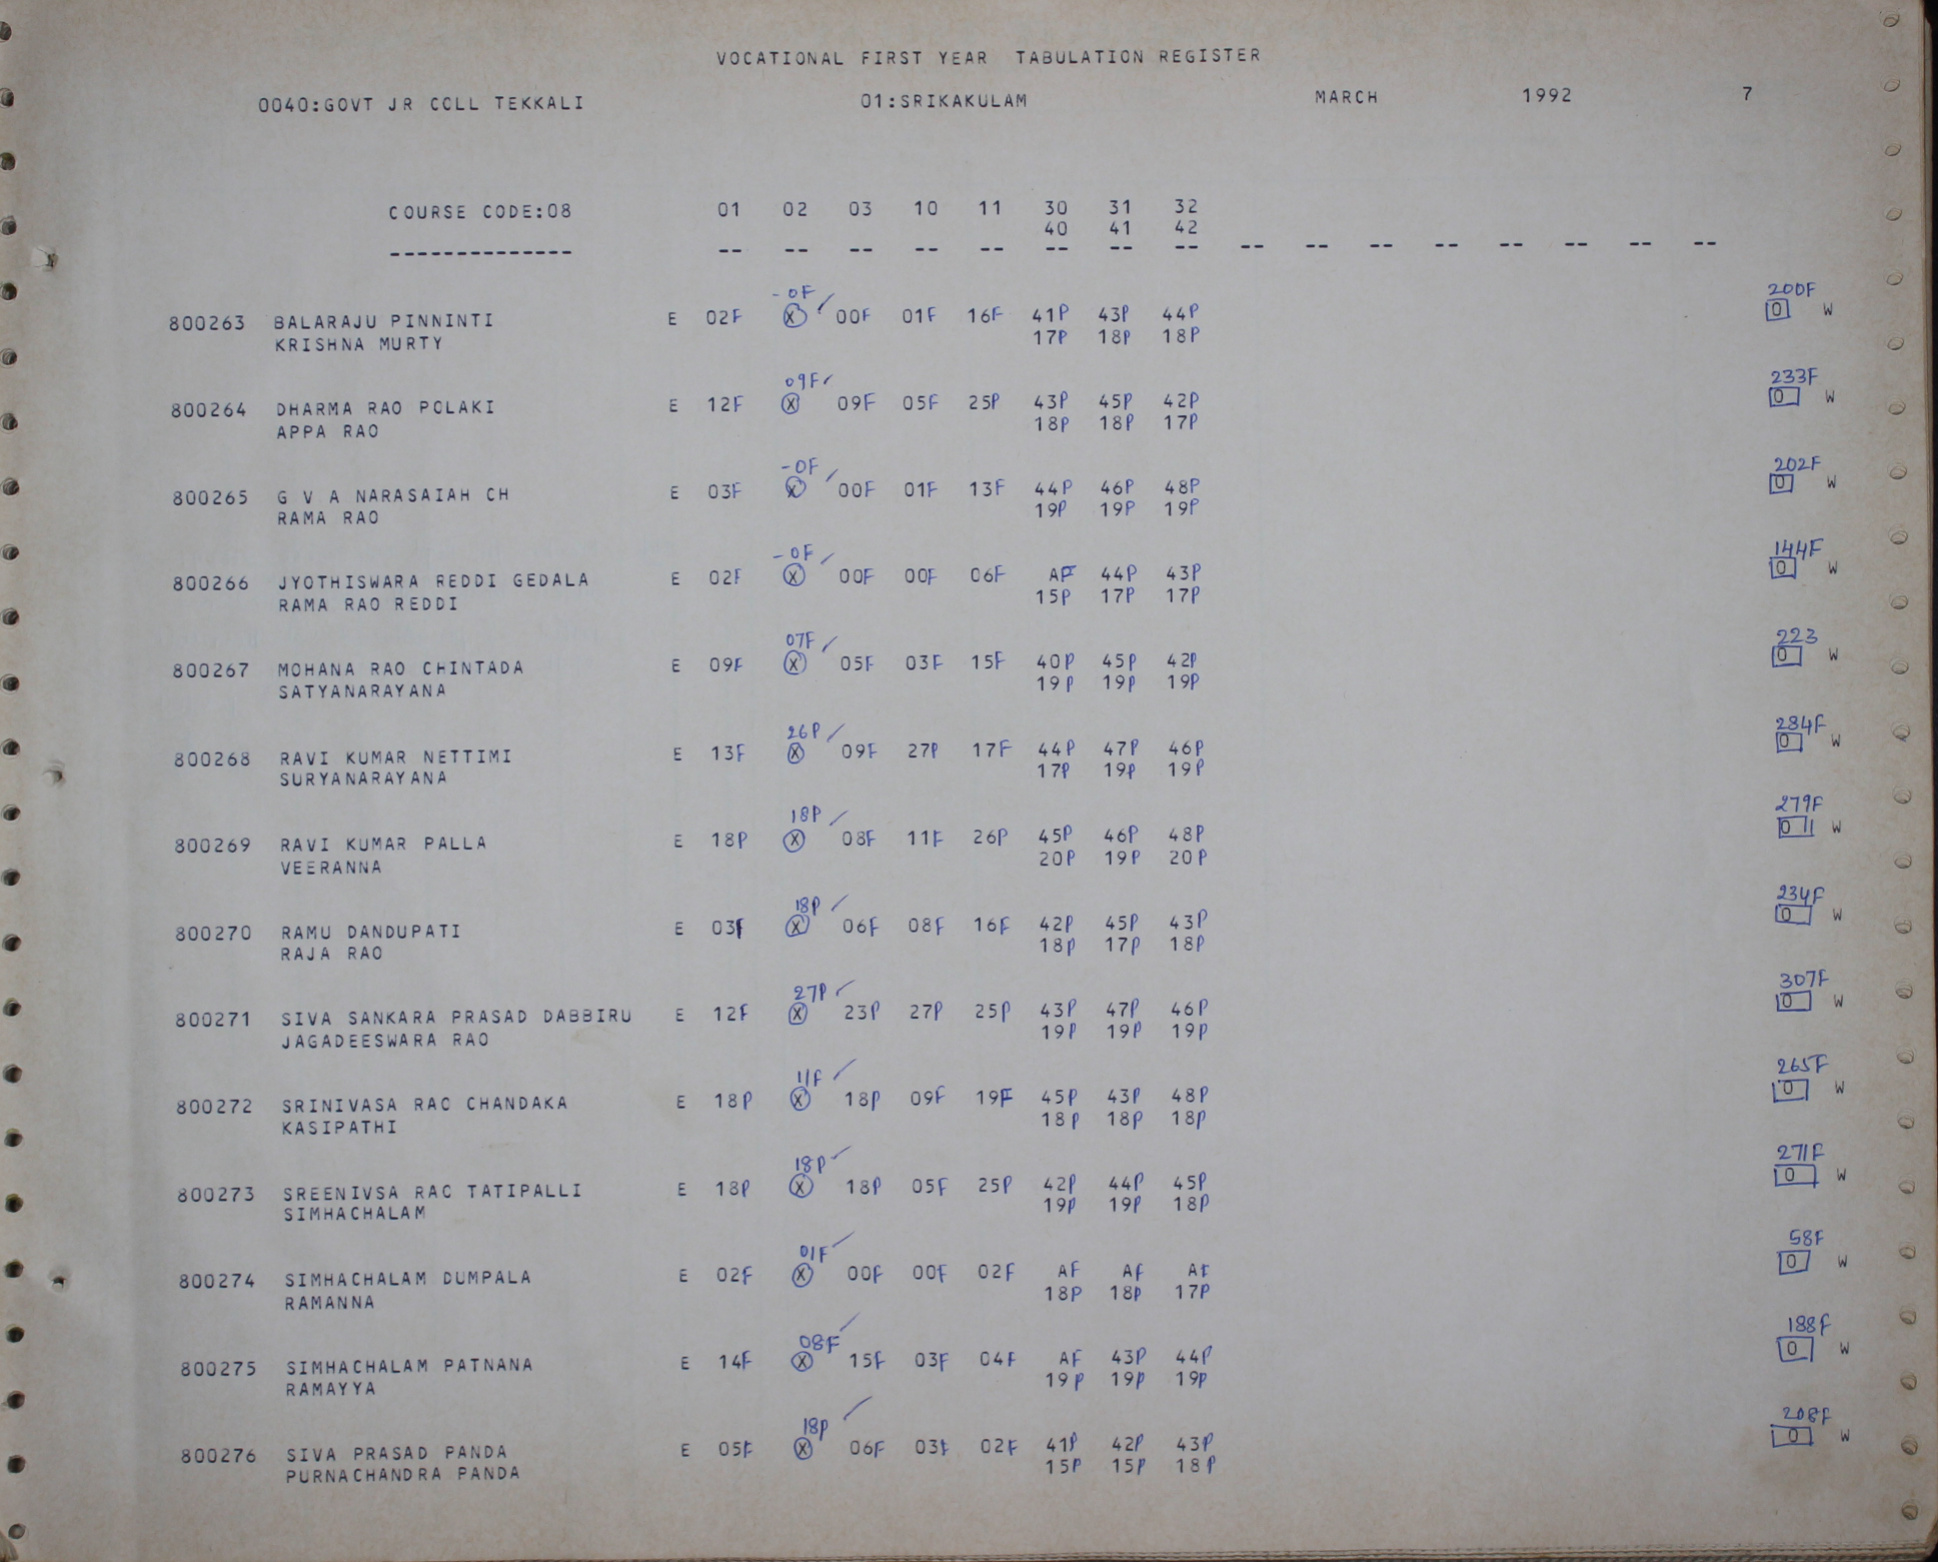 VOCATIONAL FIRST YEAR TABULATION REGISTER
0040:GOVT JR COLL TEKKALI 01:SRIKAKULAM MARCH 1992 7
COURSE CODE:08 01 02 03 10 11 30 31 32
40 41 42
-------------- -- -- -- -- -- -- -- -- -- -- -- -- -- -- -- --
-0F ✓ 200F
800263 BALARAJU PINNINTI E 02F X 00F 01F 16F 41P 43P 44P 0 W
KRISHNA MURTY 17P 18P 18P
09F ✓ 233F
800264 DHARMA RAO POLAKI E 12F X 09F 05F 25P 43P 45P 42P 0 W
APPA RAO 18P 18P 17P
-0F ✓ 202F
800265 G V A NARASAIAH CH E 03F X 00F 01F 13F 44P 46P 48P 0 W
RAMA RAO 19P 19P 19P
-0F ✓ 144F
800266 JYOTHISWARA REDDI GEDALA E 02F X 00F 00F 06F AF 44P 43P 0 W
RAMA RAO REDDI 15P 17P 17P
07F ✓ 223
800267 MOHANA RAO CHINTADA E 09F X 05F 03F 15F 40P 45P 42P 0 W
SATYANARAYANA 19P 19P 19P
26P ✓ 284F
800268 RAVI KUMAR NETTIMI E 13F X 09F 27P 17F 44P 47P 46P 0 W
SURYANARAYANA 17P 19P 19P
18P ✓ 279F
800269 RAVI KUMAR PALLA E 18P X 08F 11F 26P 45P 46P 48P 0 W
VEERANNA 20P 19P 20P
18P ✓ 234F
800270 RAMU DANDUPATI E 03F X 06F 08F 16F 42P 45P 43P 0 W
RAJA RAO 18P 17P 18P
27P ✓ 307F
800271 SIVA SANKARA PRASAD DABBIRU E 12F X 23P 27P 25P 43P 47P 46P 0 W
JAGADEESWARA RAO 19P 19P 19P
11F ✓ 265F
800272 SRINIVASA RAO CHANDAKA E 18P X 18P 09F 19F 45P 43P 48P 0 W
KASIPATHI 18P 18P 18P
18P ✓ 271F
800273 SREENIVSA RAO TATIPALLI E 18P X 18P 05F 25P 42P 44P 45P 0 W
SIMHACHALAM 19P 19P 18P
01F ✓ 58F
800274 SIMHACHALAM DUMPALA E 02F X 00F 00F 02F AF AF AF 0 W
RAMANNA 18P 18P 17P
08F ✓ 188F
800275 SIMHACHALAM PATNANA E 14F X 15F 03F 04F AF 43P 44P 0 W
RAMAYYA 19P 19P 19P
18P ✓ 208F
800276 SIVA PRASAD PANDA E 05F X 06F 03F 02F 41P 42P 43P 0 W
PURNACHANDRA PANDA 15P 15P 18P